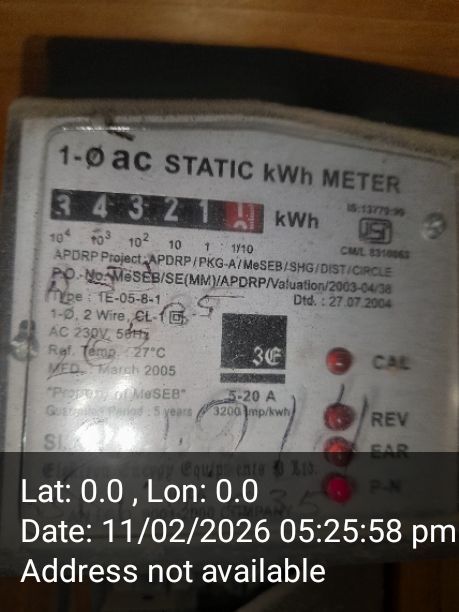 1-Ø ac STATIC kWh METER
3 4 3 2 1 1 kWh
IS:13779:99
10⁴ 10³ 10² 10 1 1/10
CM/L 8310063
APDRP Project, APDRP/PKG-A/MeSEB/SHG/DIST/CIRCLE
P.O. No. MeSEB/SE(MM)/APDRP/Valuation/2003-04/38
Type : 1E-05-8-1
Dtd. : 27.07.2004
1-Ø, 2 Wire, CL-1
AC 230V, 50Hz
Ref. Temp. : 27°C
3E
CAL
MFD. : March 2005
"Property of MeSEB"
5-20 A
Guarantee Period : 5 years
3200 imp/kwh
REV
EAR
P-N
Lat: 0.0 , Lon: 0.0
Date: 11/02/2026 05:25:58 pm
Address not available